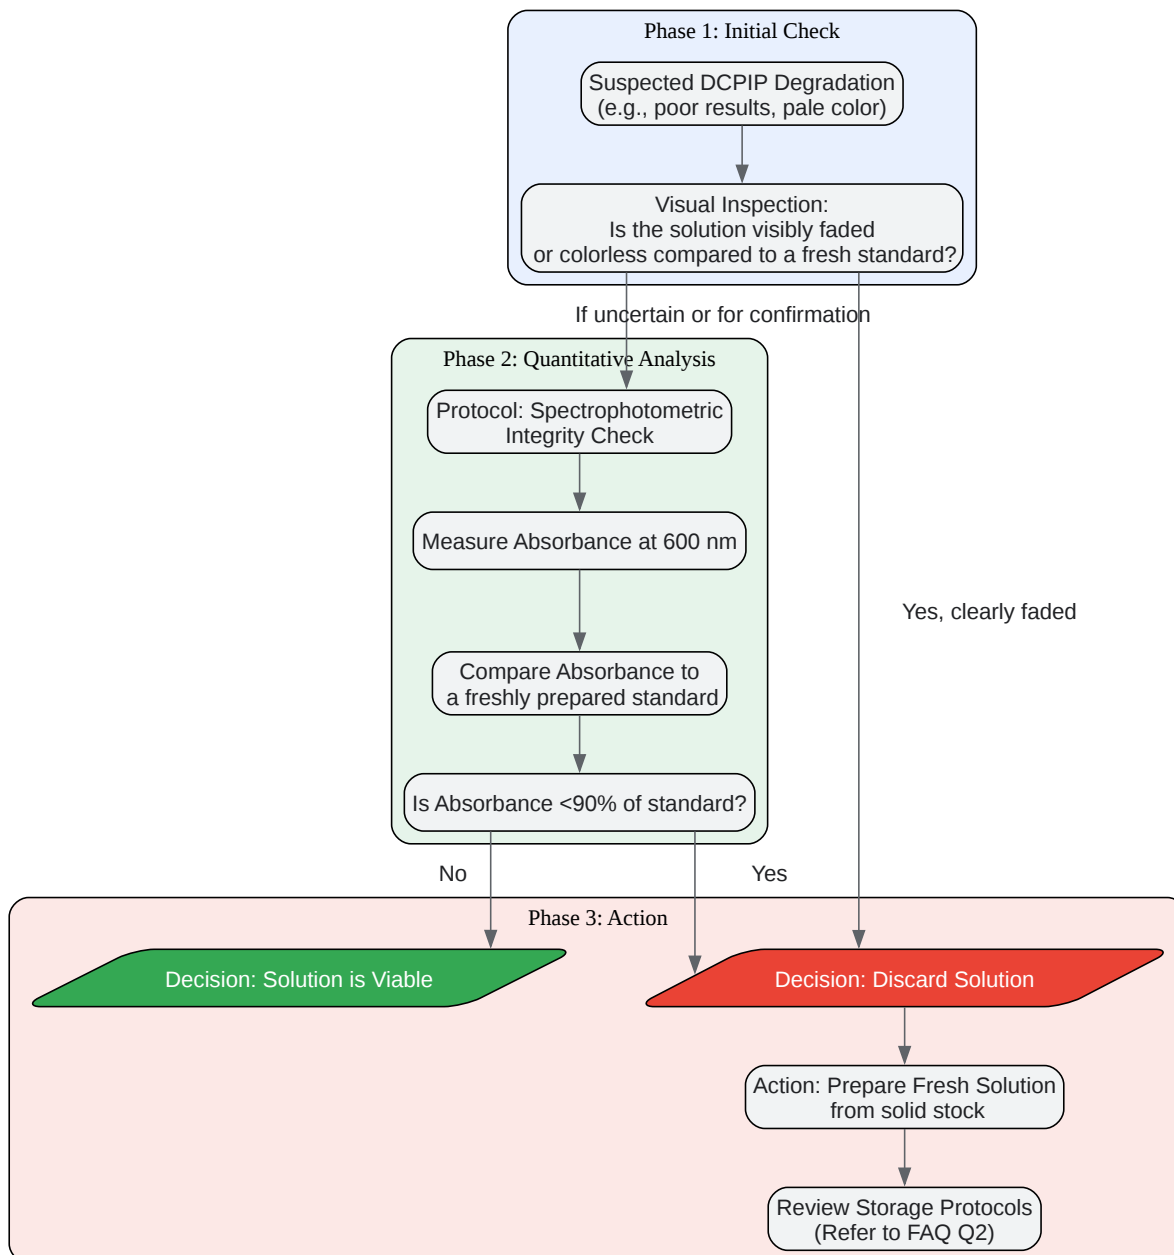 Phase 1: Initial Check
Suspected DCPIP Degradation
(e.g., poor results, pale color)
Visual Inspection:
Is the solution visibly faded
or colorless compared to a fresh standard?
If uncertain or for confirmation
Phase 2: Quantitative Analysis
Protocol: Spectrophotometric
Integrity Check
Measure Absorbance at 600 nm
Yes, clearly faded
Compare Absorbance to
a freshly prepared standard
Is Absorbance <90% of standard?
No
Yes
Phase 3: Action
Decision: Solution is Viable
Decision: Discard Solution
Action: Prepare Fresh Solution
from solid stock
Review Storage Protocols
(Refer to FAQ Q2)